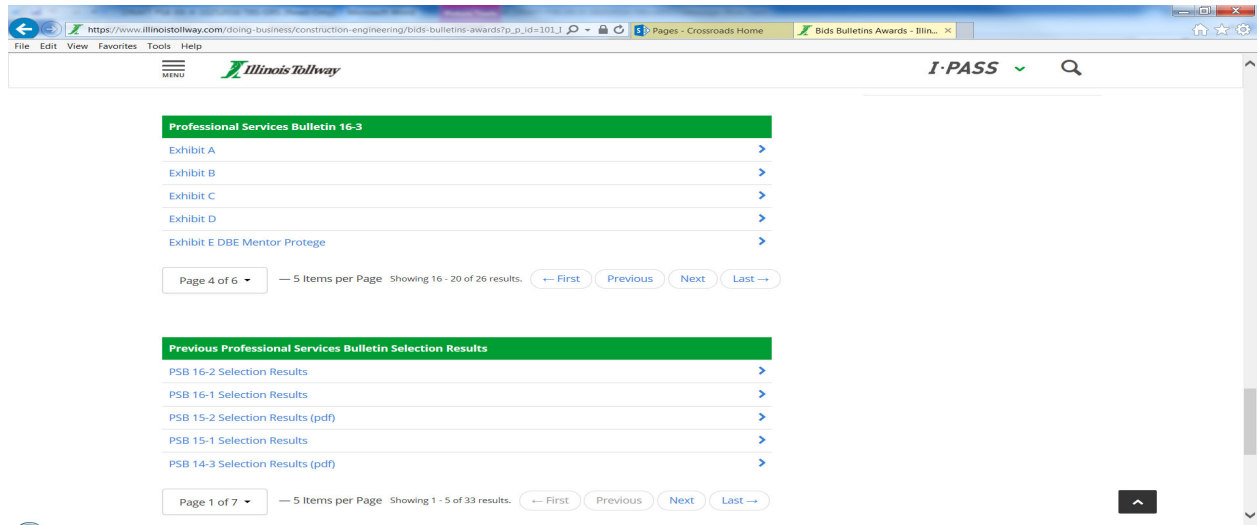 https://www.illinoistollway.com/doing-business/construction-engineering/bids-bulletins-awards?p_p_id=101_I
Pages - Crossroads Home
Bids Bulletins Awards - Illin...
File Edit View Favorites Tools Help
MENU
Illinois Tollway
I·PASS
Professional Services Bulletin 16-3
Exhibit A
Exhibit B
Exhibit C
Exhibit D
Exhibit E DBE Mentor Protege
Page 4 of 6 — 5 Items per Page Showing 16 - 20 of 26 results. ← First Previous Next Last →
Previous Professional Services Bulletin Selection Results
PSB 16-2 Selection Results
PSB 16-1 Selection Results
PSB 15-2 Selection Results (pdf)
PSB 15-1 Selection Results
PSB 14-3 Selection Results (pdf)
Page 1 of 7 — 5 Items per Page Showing 1 - 5 of 33 results. ← First Previous Next Last →